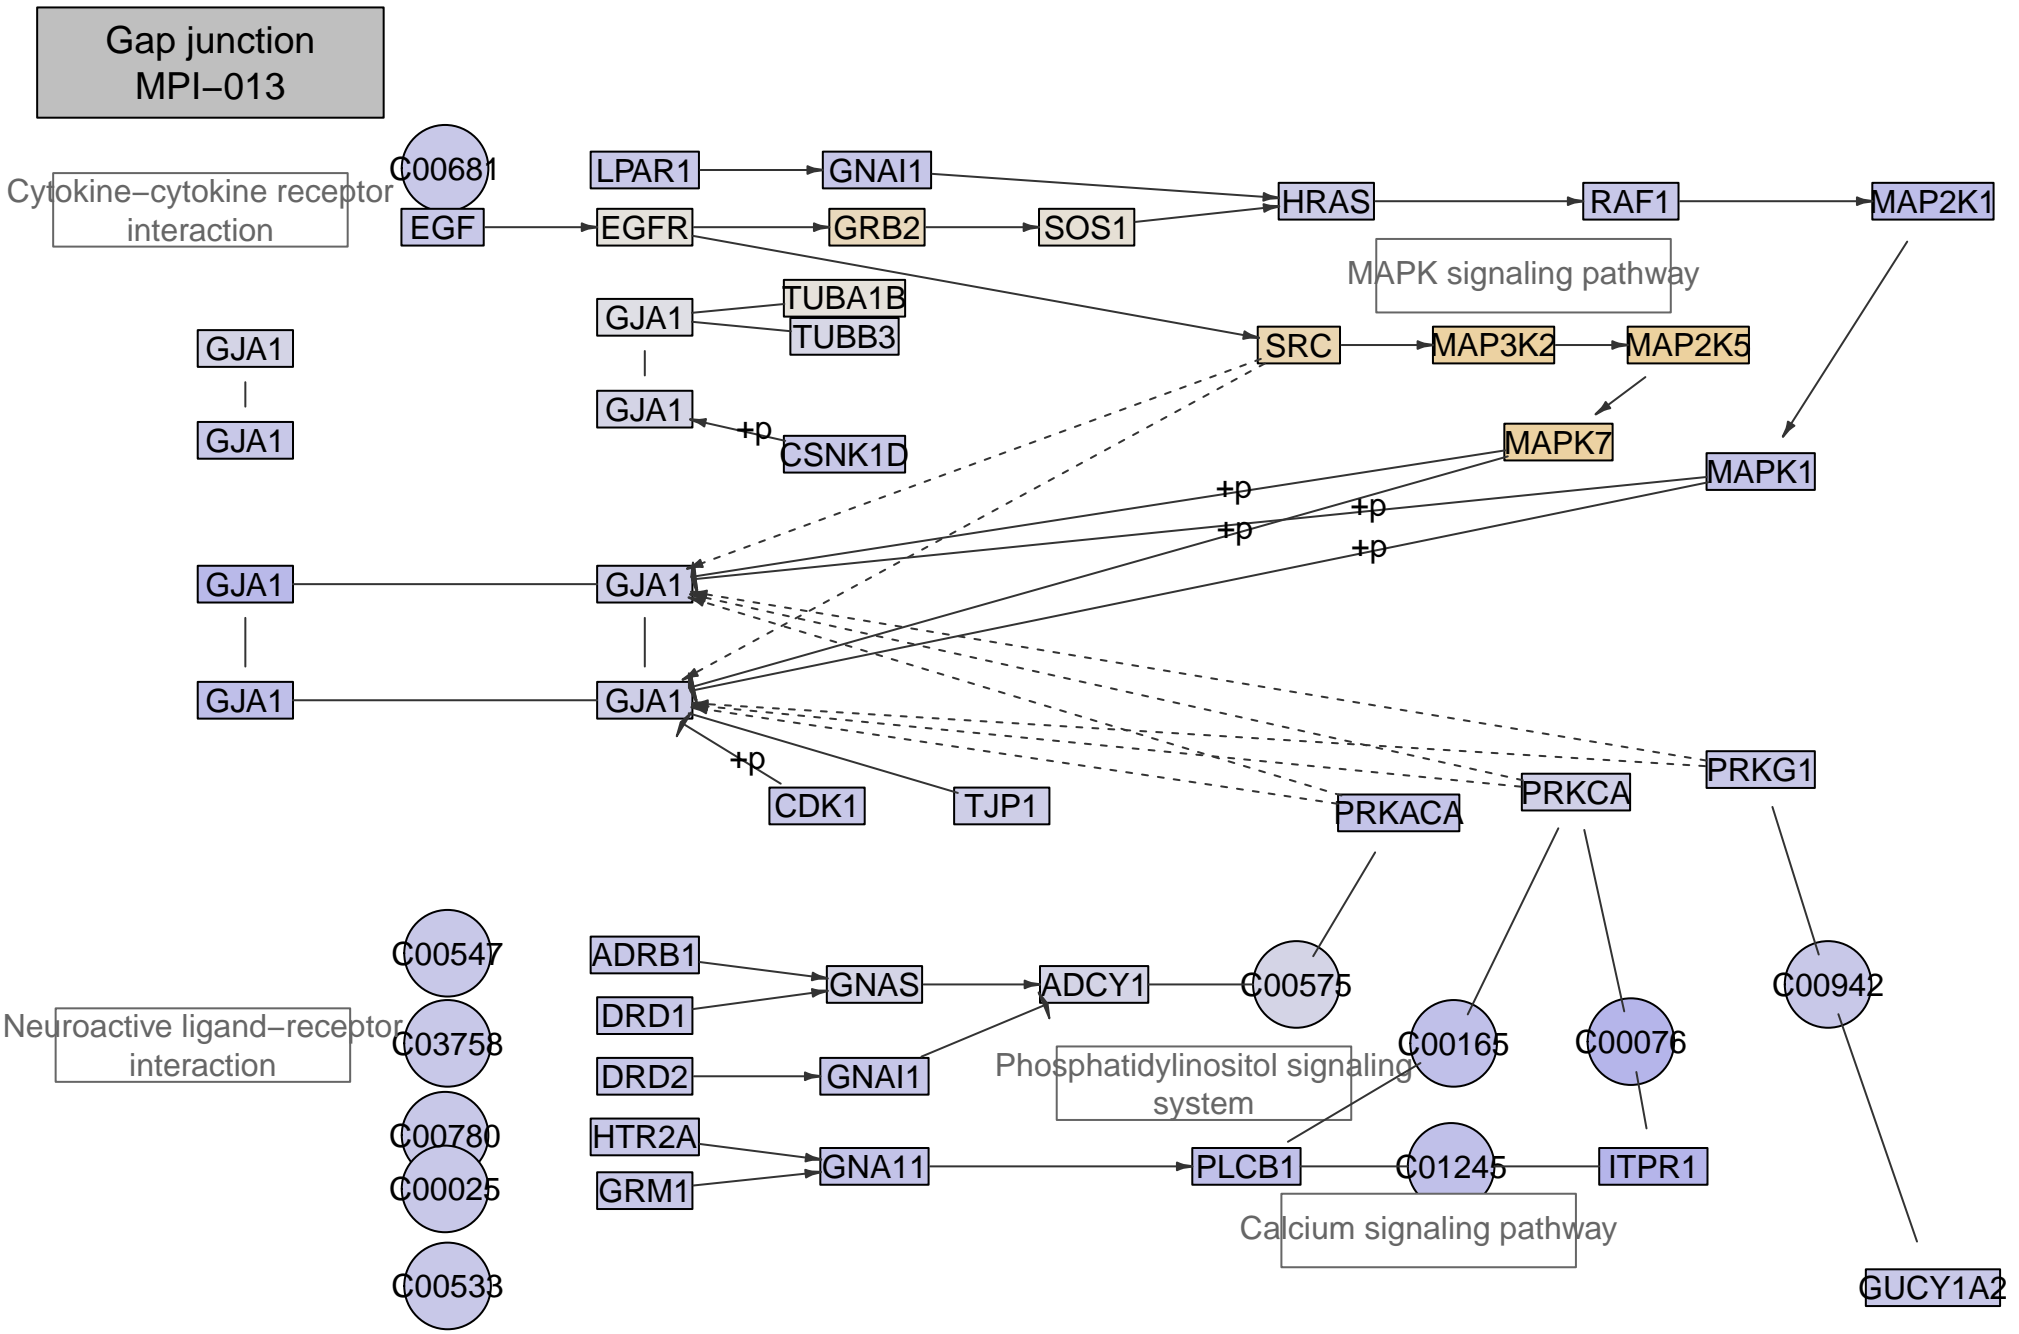 Gap junction
MPI−013
C00681
LPAR1
GNAI1
Cytokine−cytokine receptor
interaction
EGF
EGFR
GRB2
SOS1
HRAS
RAF1
MAP2K1
MAPK signaling pathway
TUBA1B
GJA1
TUBB3
GJA1
SRC
MAP3K2
MAP2K5
GJA1
+p
CSNK1D
GJA1
MAPK7
MAPK1
+p
+p
+p
+p
GJA1
GJA1
GJA1
GJA1
+p
CDK1
TJP1
PRKACA
PRKCA
PRKG1
C00547
ADRB1
GNAS
ADCY1
C00575
C00942
DRD1
Neuroactive ligand−receptor
interaction
C03758
C00165
C00076
DRD2
GNAI1
Phosphatidylinositol signaling
system
C00780
HTR2A
GNA11
PLCB1
C01245
ITPR1
C00025
GRM1
Calcium signaling pathway
C00533
GUCY1A2